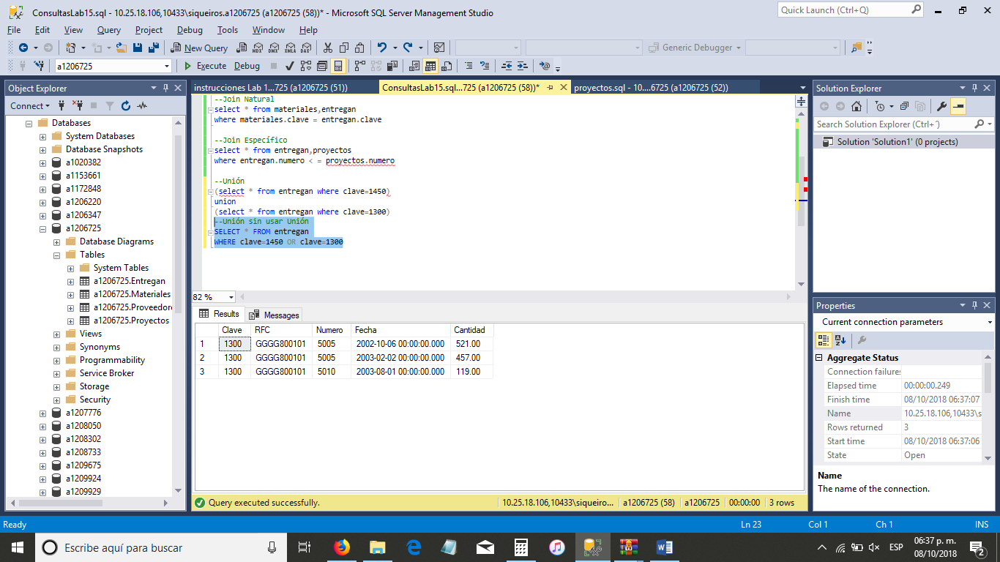 ConsultasLab15.sql - 10.25.18.106,10433\siqueiros.a1206725 (a1206725 (58))* - Microsoft SQL Server Management Studio
Quick Launch (Ctrl+Q)
File Edit View Query Project Debug Tools Window Help
New Query
MDX DMX XMLA DAX
Generic Debugger
a1206725
Execute Debug
Object Explorer
Connect
Databases
System Databases
Database Snapshots
a1020382
a1153661
a1172848
a1206220
a1206347
a1206725
Database Diagrams
Tables
System Tables
a1206725.Entregan
a1206725.Materiales
a1206725.Proveedor
a1206725.Proyectos
Views
Synonyms
Programmability
Service Broker
Storage
Security
a1207776
a1208050
a1208302
a1208733
a1209675
a1209924
a1209929
instrucciones Lab 1...725 (a1206725 (51))
ConsultasLab15.sql...725 (a1206725 (58))*
proyectos.sql - 10....6725 (a1206725 (52))
--Join Natural
select * from materiales,entregan
where materiales.clave = entregan.clave
--Join Específico
select * from entregan,proyectos
where entregan.numero < = proyectos.numero
--Unión
(select * from entregan where clave=1450)
union
(select * from entregan where clave=1300)
--Unión sin usar Unión
SELECT * FROM entregan
WHERE clave=1450 OR clave=1300
82 %
Results Messages
Clave RFC Numero Fecha Cantidad
1 1300 GGGG800101 5005 2002-10-06 00:00:00.000 521.00
2 1300 GGGG800101 5005 2003-02-02 00:00:00.000 457.00
3 1300 GGGG800101 5010 2003-08-01 00:00:00.000 119.00
Query executed successfully.
10.25.18.106,10433\siqueiro... a1206725 (58) a1206725 00:00:00 3 rows
Solution Explorer
Search Solution Explorer (Ctrl+´)
Solution 'Solution1' (0 projects)
Properties
Current connection parameters
Aggregate Status
Connection failures
Elapsed time 00:00:00.249
Finish time 08/10/2018 06:37:07
Name 10.25.18.106,10433\s
Rows returned 3
Start time 08/10/2018 06:37:06
State Open
Name
The name of the connection.
Ready Ln 23 Col 1 Ch 1 INS
Escribe aquí para buscar
ESP
06:37 p. m.
08/10/2018
2